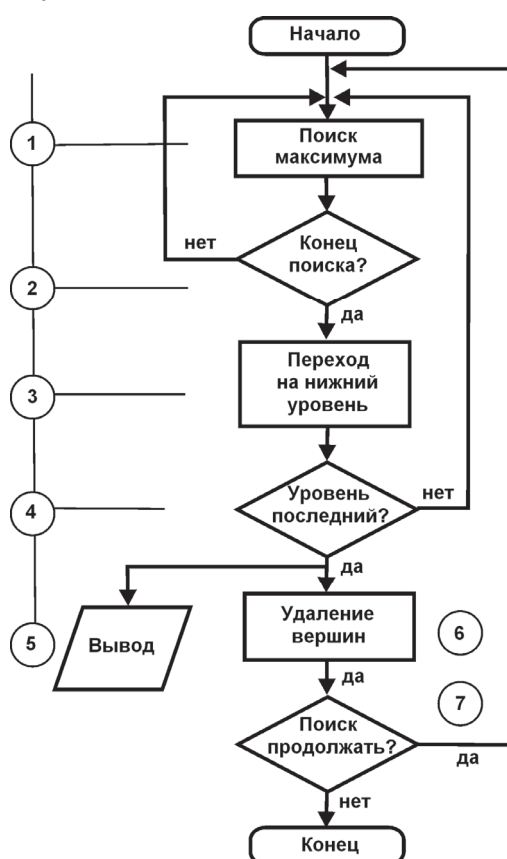 Начало
1
Поиск
максимума
нет
Конец
поиска?
2
да
Переход
на нижний
уровень
3
Уровень
последний?
нет
4
да
Удаление
вершин
Вывод
5
6
да
7
Поиск
продолжать?
да
нет
Конец